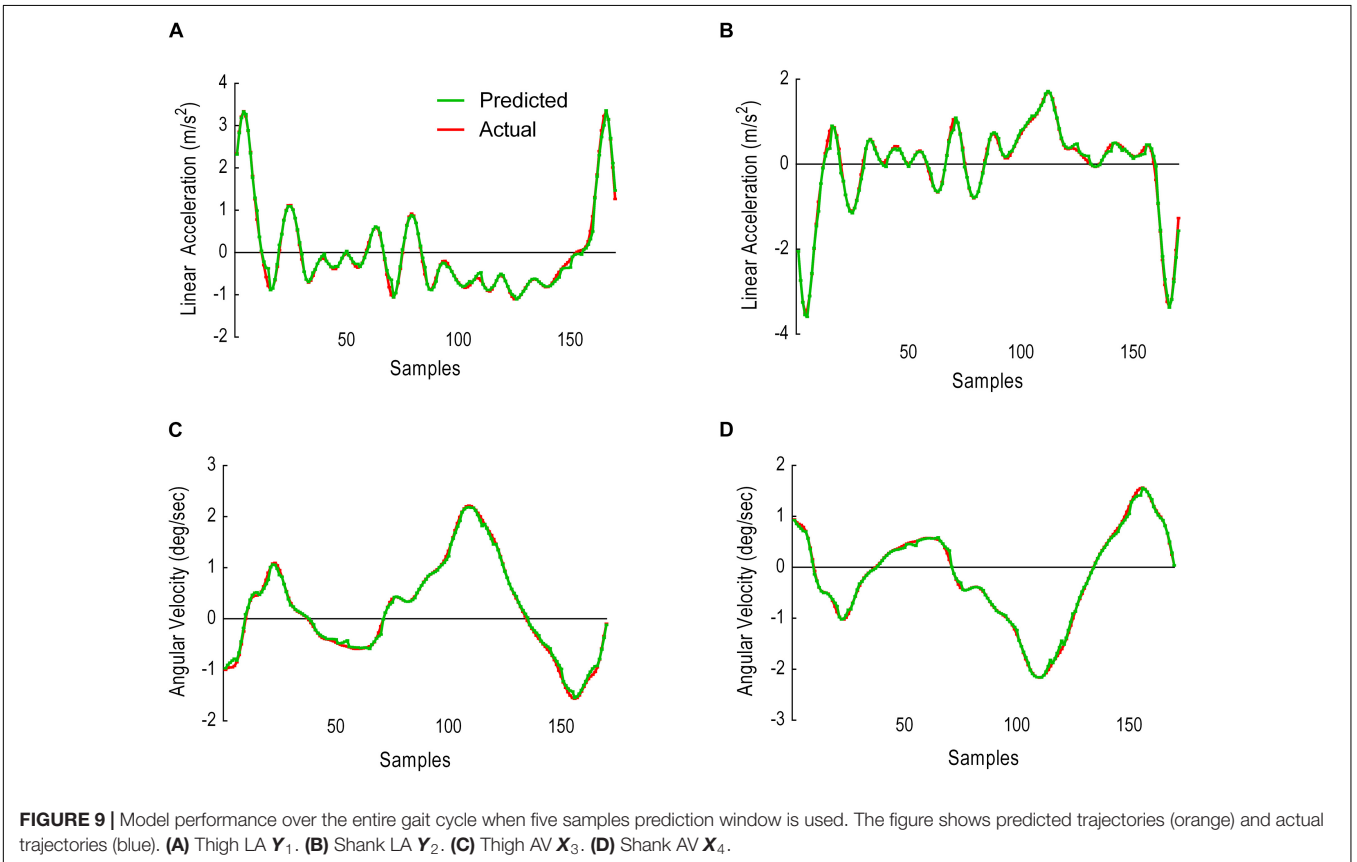 A
4
3
2
1
0
-1
-2
Linear Acceleration (m/s²)
Predicted
Actual
50
100
150
Samples
B
2
0
-2
-4
Linear Acceleration (m/s²)
50
100
150
Samples
C
3
2
1
0
-1
-2
Angular Velocity (deg/sec)
50
100
150
Samples
D
2
1
0
-1
-2
-3
Angular Velocity (deg/sec)
50
100
150
Samples
FIGURE 9 | Model performance over the entire gait cycle when five samples prediction window is used. The figure shows predicted trajectories (orange) and actual
trajectories (blue). (A) Thigh LA Y₁. (B) Shank LA Y₂. (C) Thigh AV X₃. (D) Shank AV X₄.